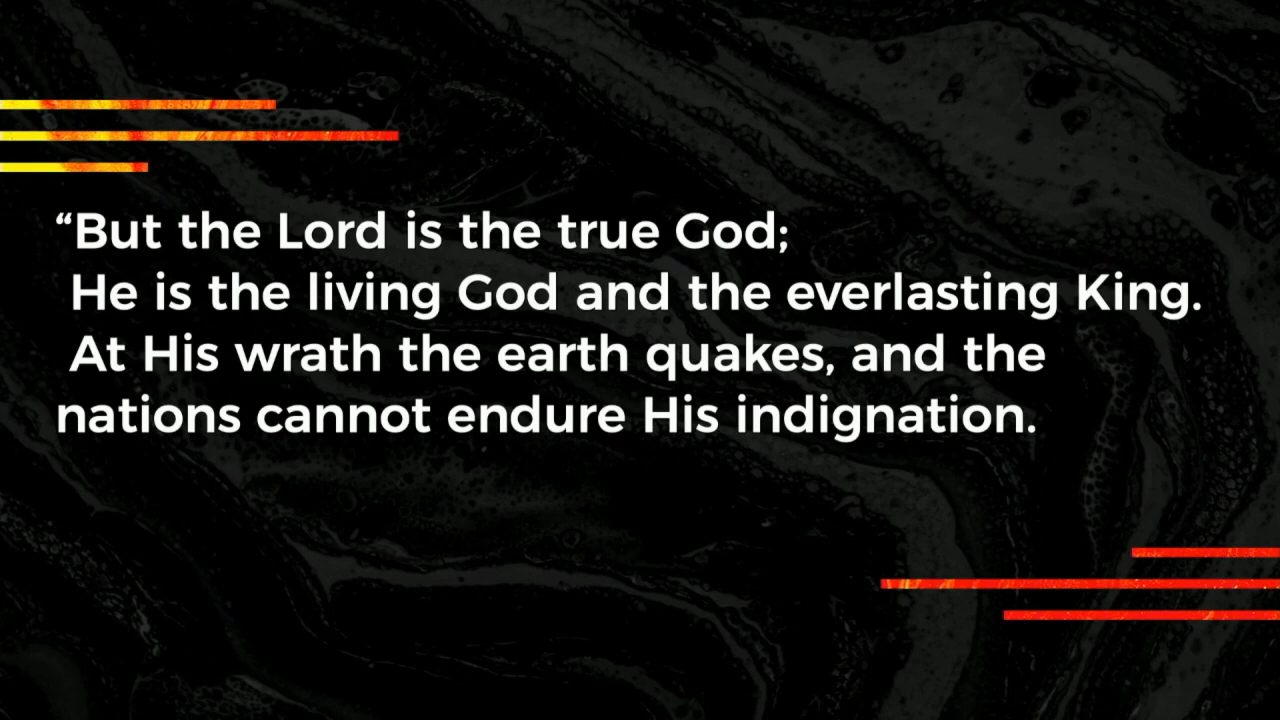 “But the Lord is the true God;
He is the living God and the everlasting King.
At His wrath the earth quakes, and the
nations cannot endure His indignation.